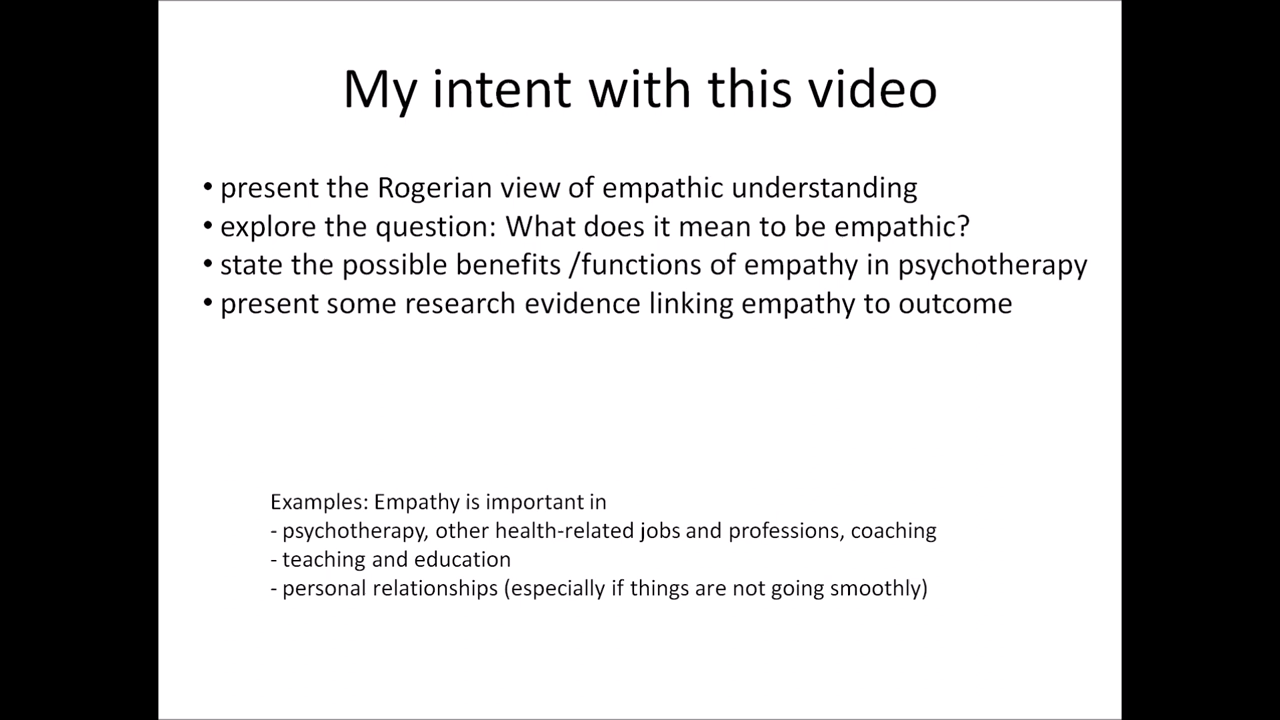 My intent with this video
• present the Rogerian view of empathic understanding
• explore the question: What does it mean to be empathic?
• state the possible benefits /functions of empathy in psychotherapy
• present some research evidence linking empathy to outcome
Examples: Empathy is important in
- psychotherapy, other health-related jobs and professions, coaching
- teaching and education
- personal relationships (especially if things are not going smoothly)